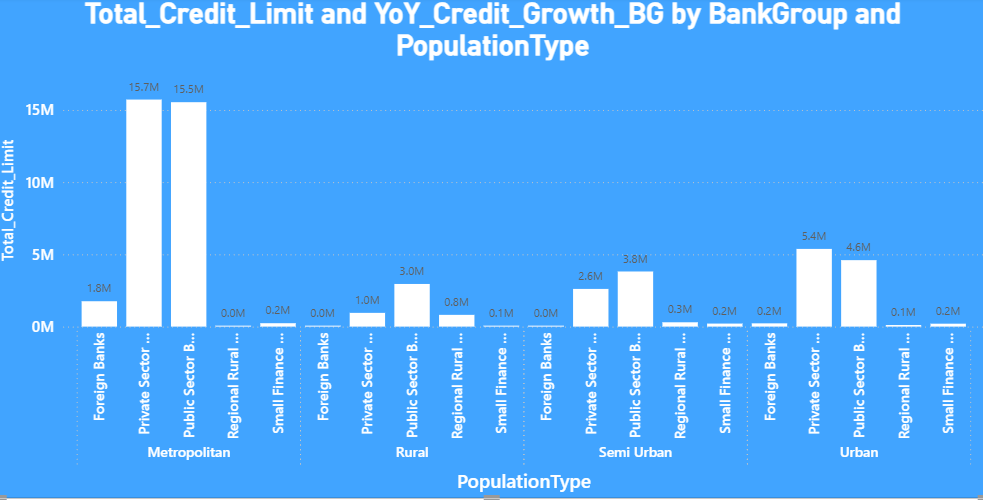 Total_Credit_Limit and YoY_Credit_Growth_BG by BankGroup and
PopulationType
Total_Credit_Limit
15M
10M
5M
0M
1.8M
15.7M
15.5M
0.0M
0.2M
0.0M
1.0M
3.0M
0.8M
0.1M
0.0M
2.6M
3.8M
0.3M
0.2M
0.2M
5.4M
4.6M
0.1M
0.2M
Foreign Banks
Private Sector ...
Public Sector B...
Regional Rural ...
Small Finance ...
Foreign Banks
Private Sector ...
Public Sector B...
Regional Rural ...
Small Finance ...
Foreign Banks
Private Sector ...
Public Sector B...
Regional Rural ...
Small Finance ...
Foreign Banks
Private Sector ...
Public Sector B...
Regional Rural ...
Small Finance ...
Metropolitan
Rural
Semi Urban
Urban
PopulationType